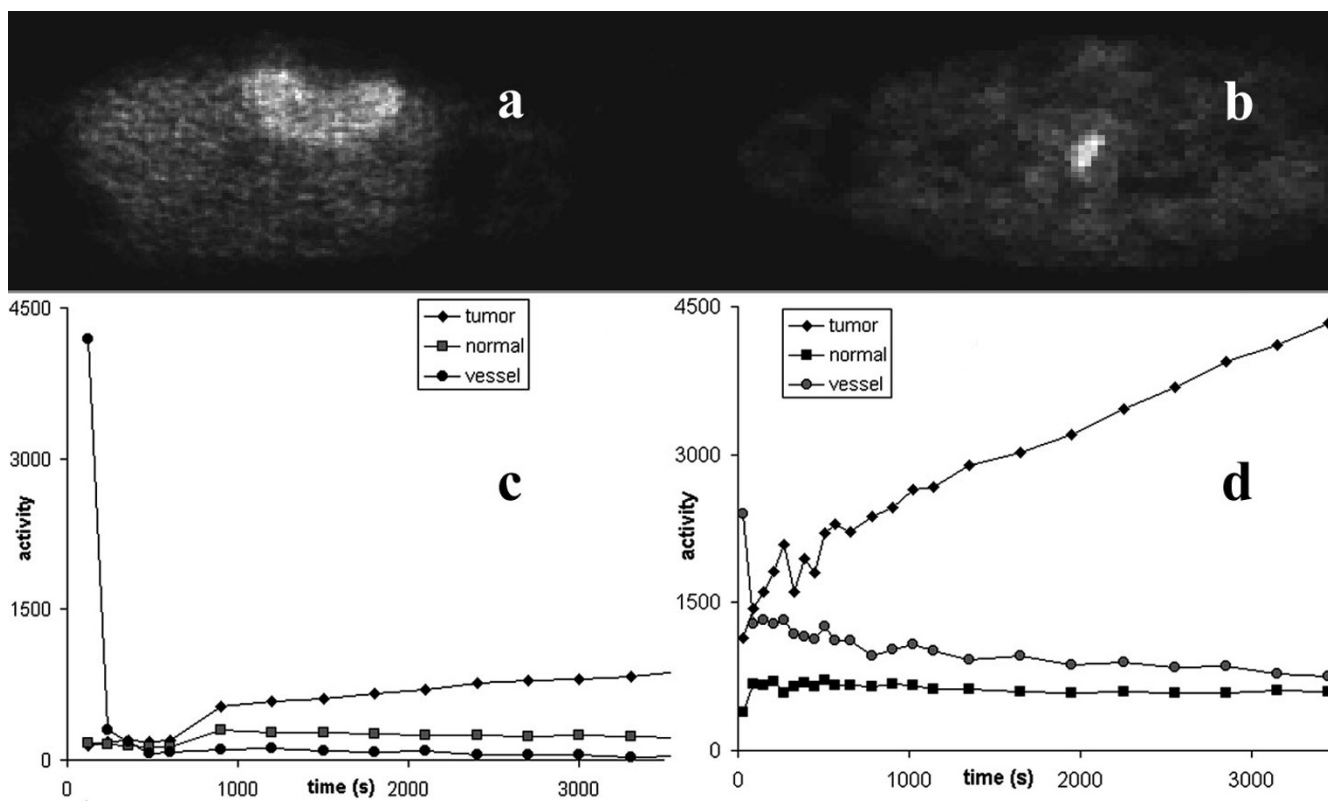 a
b
4500
3000
1500
0
activity
0
1000
2000
3000
time (s)
tumor
normal
vessel
c
4500
3000
1500
0
activity
0
1000
2000
3000
time (s)
tumor
normal
vessel
d